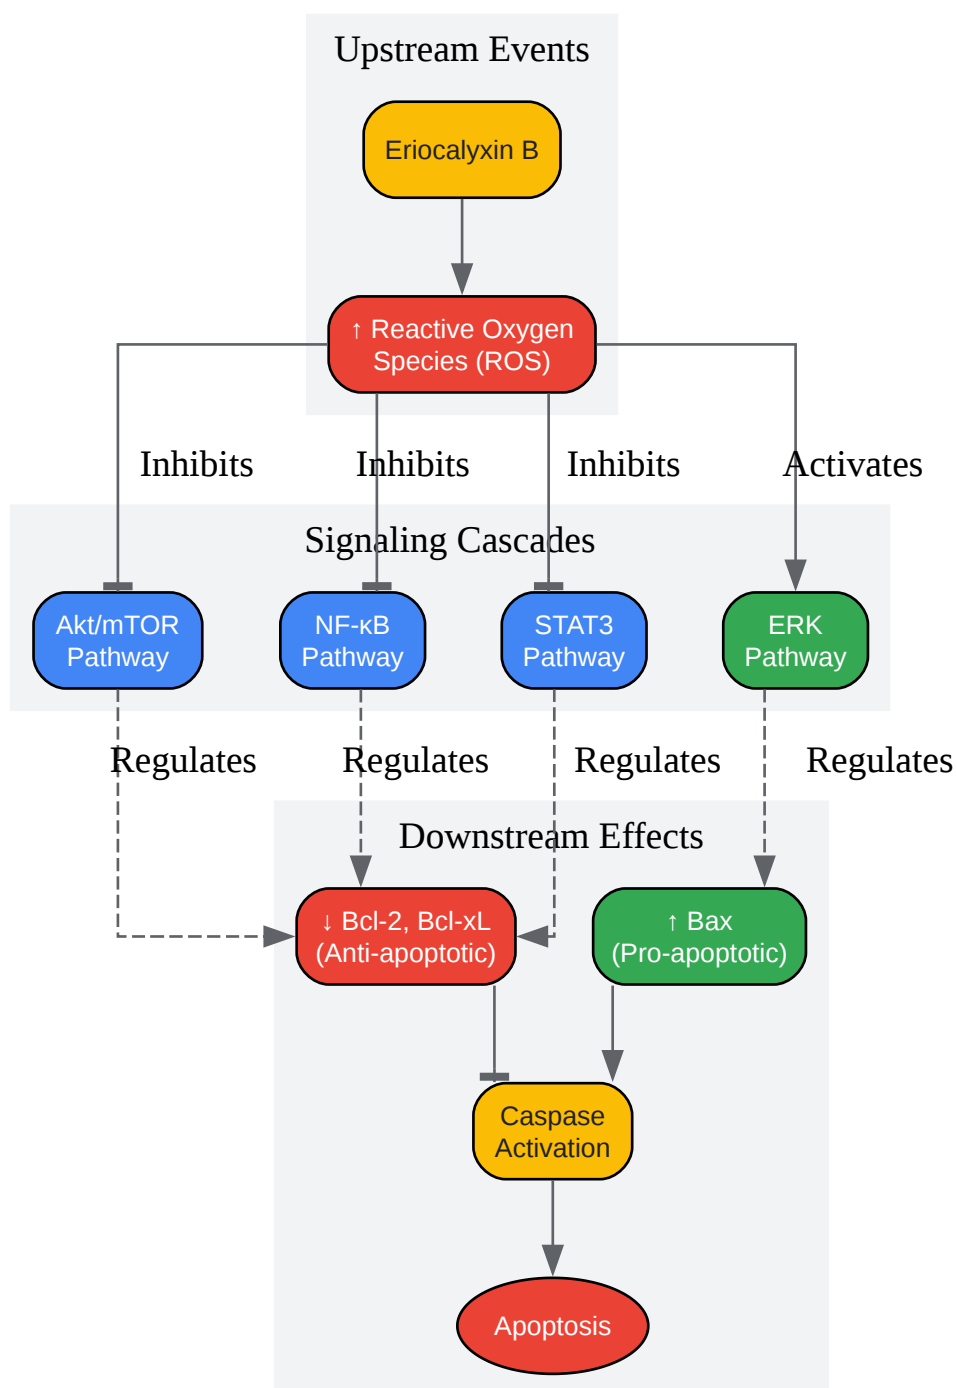 Upstream Events
Eriocalyxin B
↑ Reactive Oxygen
Species (ROS)
Inhibits
Inhibits
Inhibits
Activates
Signaling Cascades
Akt/mTOR
Pathway
NF-κB
Pathway
STAT3
Pathway
ERK
Pathway
Regulates
Regulates
Regulates
Regulates
Downstream Effects
↓ Bcl-2, Bcl-xL
(Anti-apoptotic)
↑ Bax
(Pro-apoptotic)
Caspase
Activation
Apoptosis